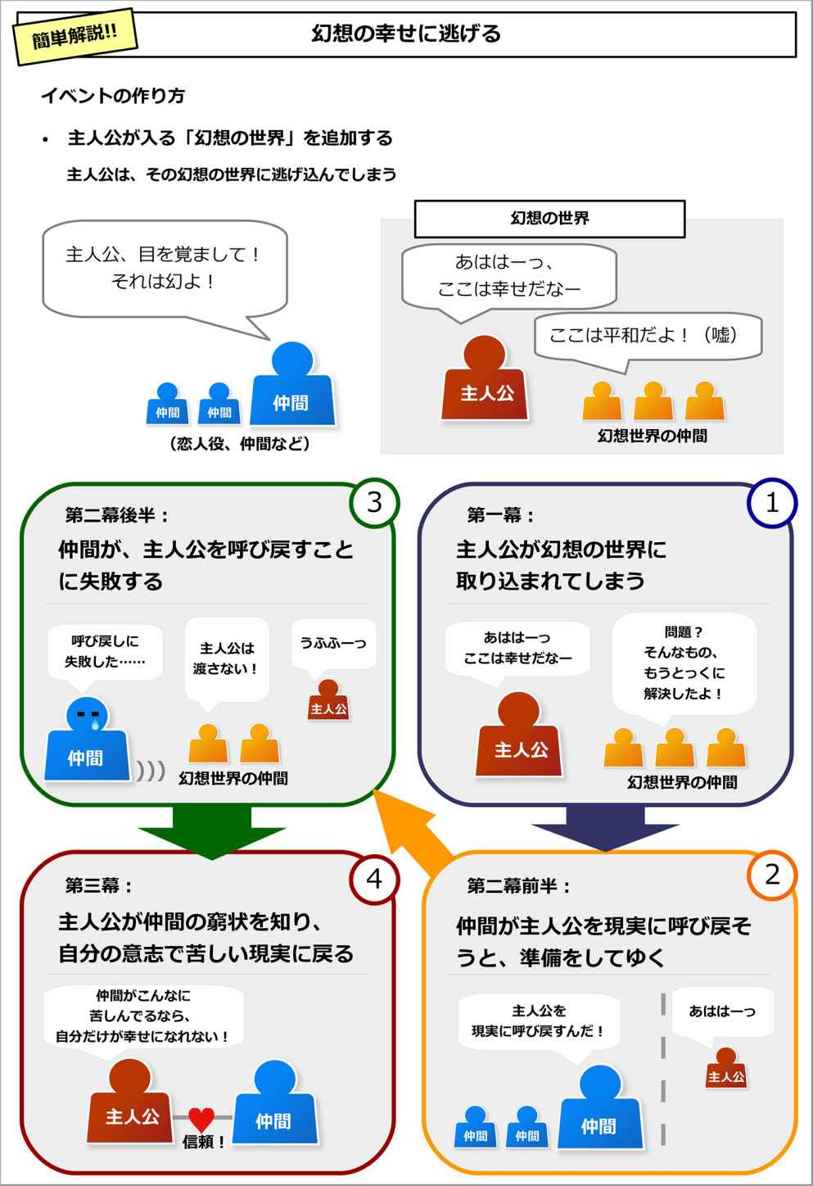 簡単解説!!
幻想の幸せに逃げる
イベントの作り方
• 主人公が入る「幻想の世界」を追加する
主人公は、その幻想の世界に逃げ込んでしまう
主人公、目を覚まして！
それは幻よ！
仲間
仲間
仲間
（恋人役、仲間など）
幻想の世界
あははーっ、
ここは幸せだなー
ここは平和だよ！（嘘）
主人公
幻想世界の仲間
1
第一幕：
主人公が幻想の世界に
取り込まれてしまう
あははーっ
ここは幸せだなー
問題？
そんなもの、
もうとっくに
解決したよ！
主人公
幻想世界の仲間
2
第二幕前半：
仲間が主人公を現実に呼び戻そ
うと、準備をしてゆく
主人公を
現実に呼び戻すんだ！
あははーっ
主人公
仲間
仲間
仲間
3
第二幕後半：
仲間が、主人公を呼び戻すこと
に失敗する
呼び戻しに
失敗した……
主人公は
渡さない！
うふふーっ
主人公
仲間
幻想世界の仲間
4
第三幕：
主人公が仲間の窮状を知り、
自分の意志で苦しい現実に戻る
仲間がこんなに
苦しんでるなら、
自分だけが幸せになれない！
主人公
仲間
信頼！